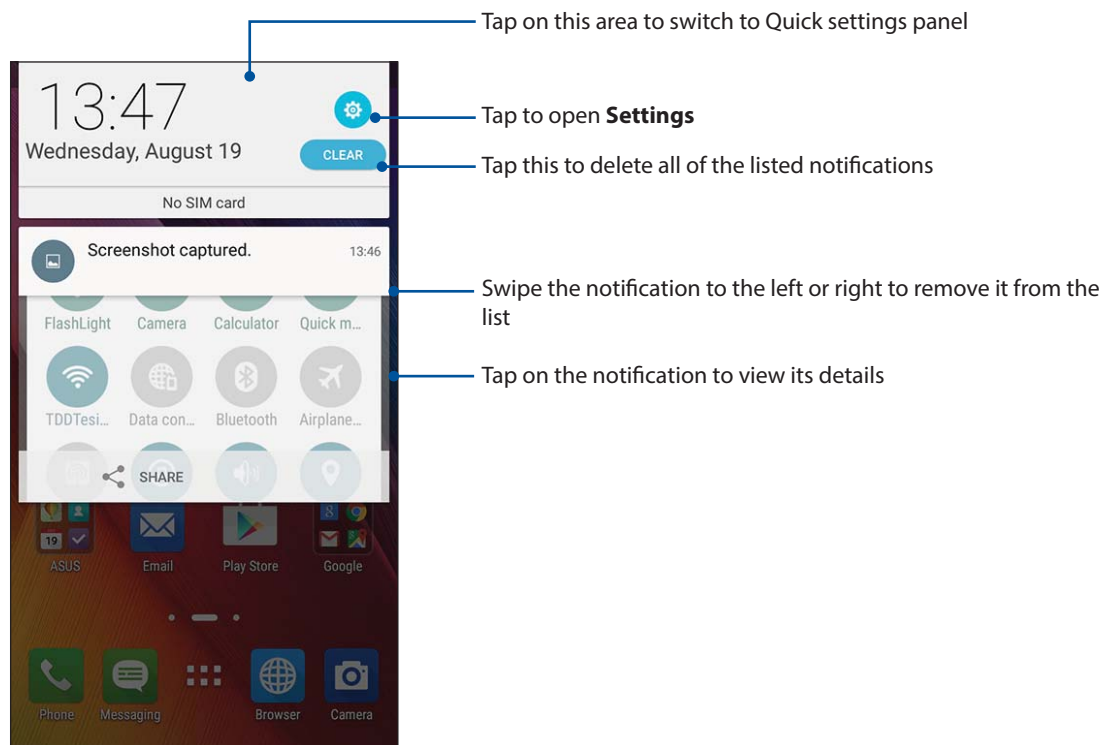 Tap on this area to switch to Quick settings panel
13:47
Tap to open Settings
Wednesday, August 19
CLEAR
Tap this to delete all of the listed notifications
No SIM card
Screenshot captured.
13:46
Swipe the notification to the left or right to remove it from the
list
FlashLight Camera Calculator Quick m...
Tap on the notification to view its details
TDDTesi... Data con... Bluetooth Airplane...
SHARE
19
8
ASUS Email Play Store Google
Phone Messaging Browser Camera